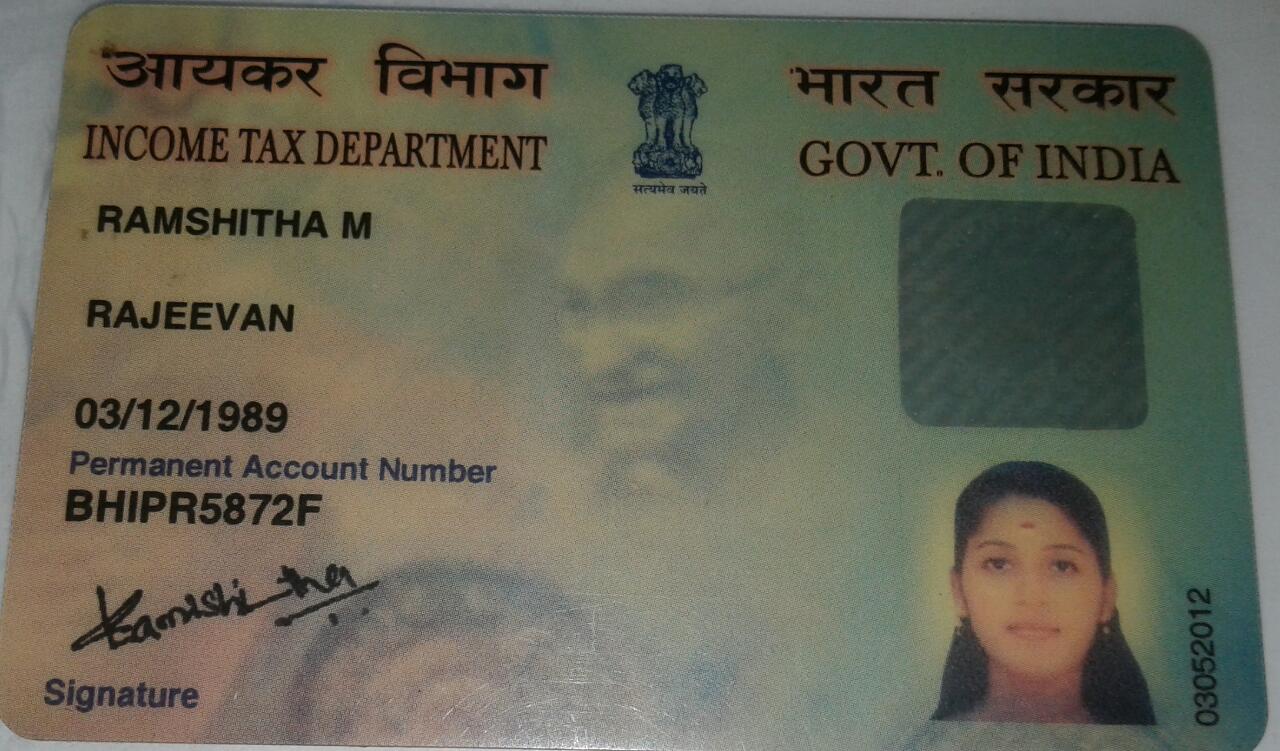 आयकर विभाग भारत सरकार
INCOME TAX DEPARTMENT GOVT. OF INDIA
सत्यमेव जयते
RAMSHITHA M
RAJEEVAN
03/12/1989
Permanent Account Number
BHIPR5872F
Ramshitha
Signature
03052012